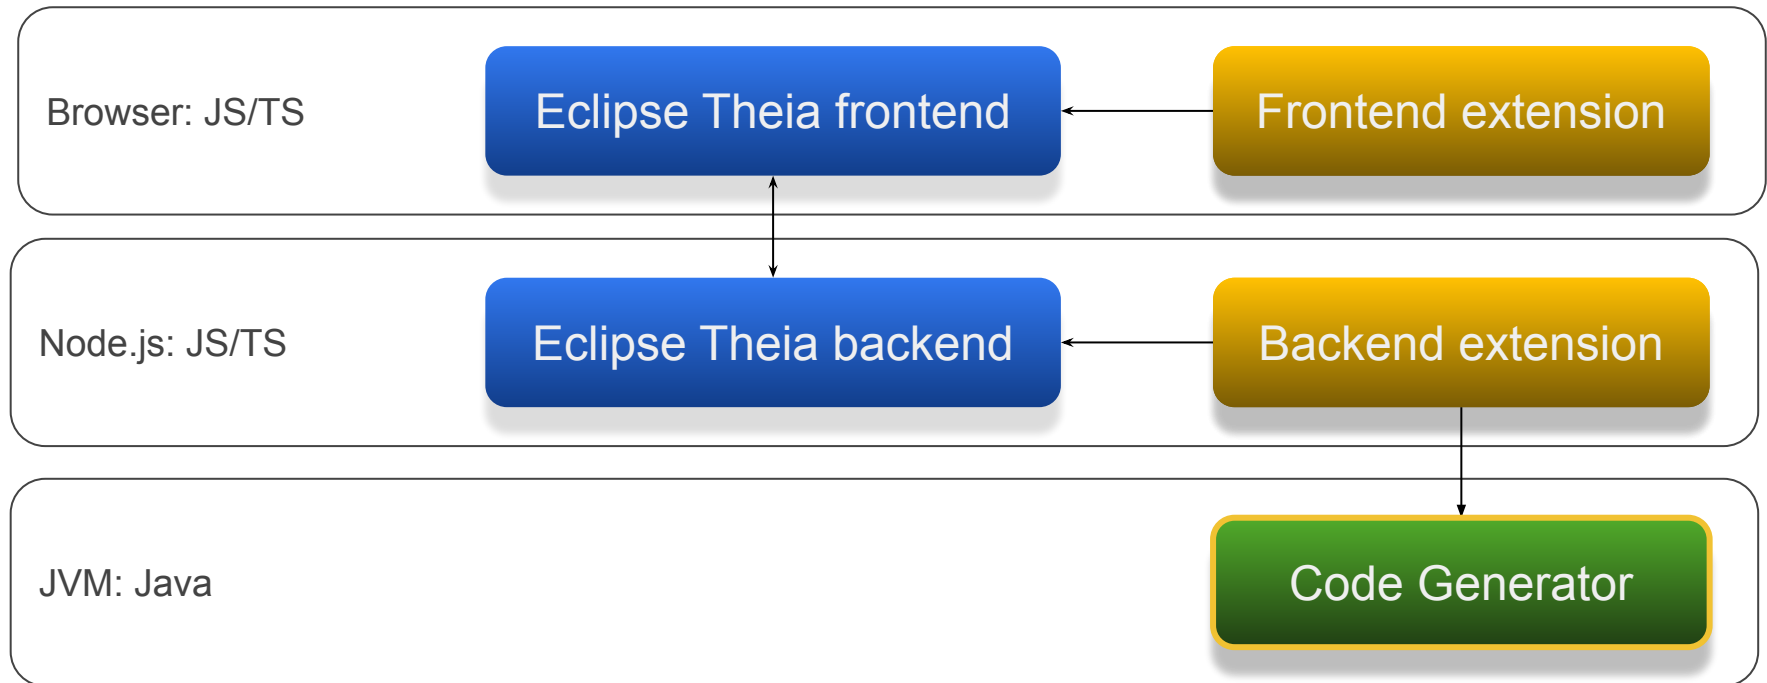 Browser: JS/TS
Eclipse Theia frontend
Frontend extension
Node.js: JS/TS
Eclipse Theia backend
Backend extension
JVM: Java
Code Generator